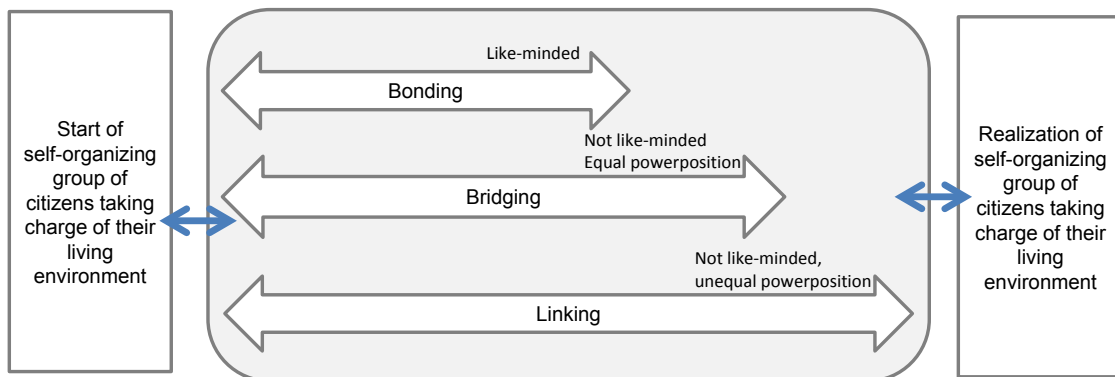 Start of
self-organizing
group of
citizens taking
charge of their
living
environment
Like-minded
Bonding
Not like-minded
Equal powerposition
Bridging
Not like-minded,
unequal powerposition
Linking
Realization of
self-organizing
group of
citizens taking
charge of their
living
environment